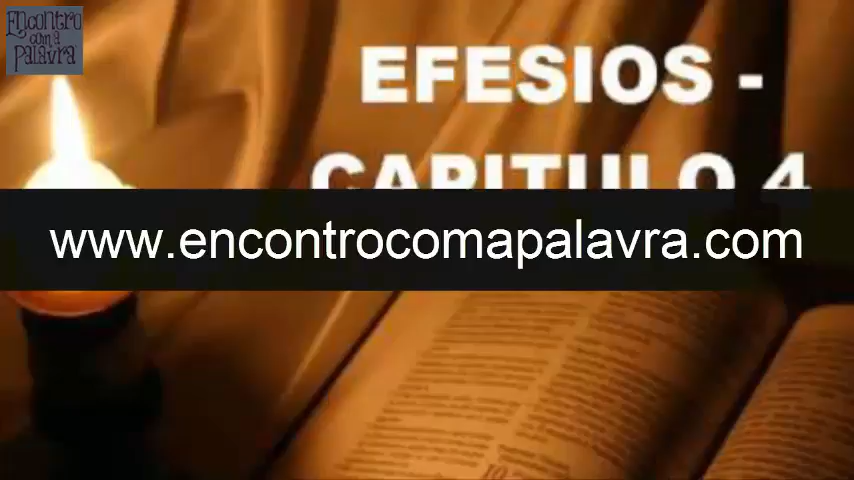 Encontro
com a
Palavra
EFESIOS -
CAPITULO 4
www.encontrocomapalavra.com